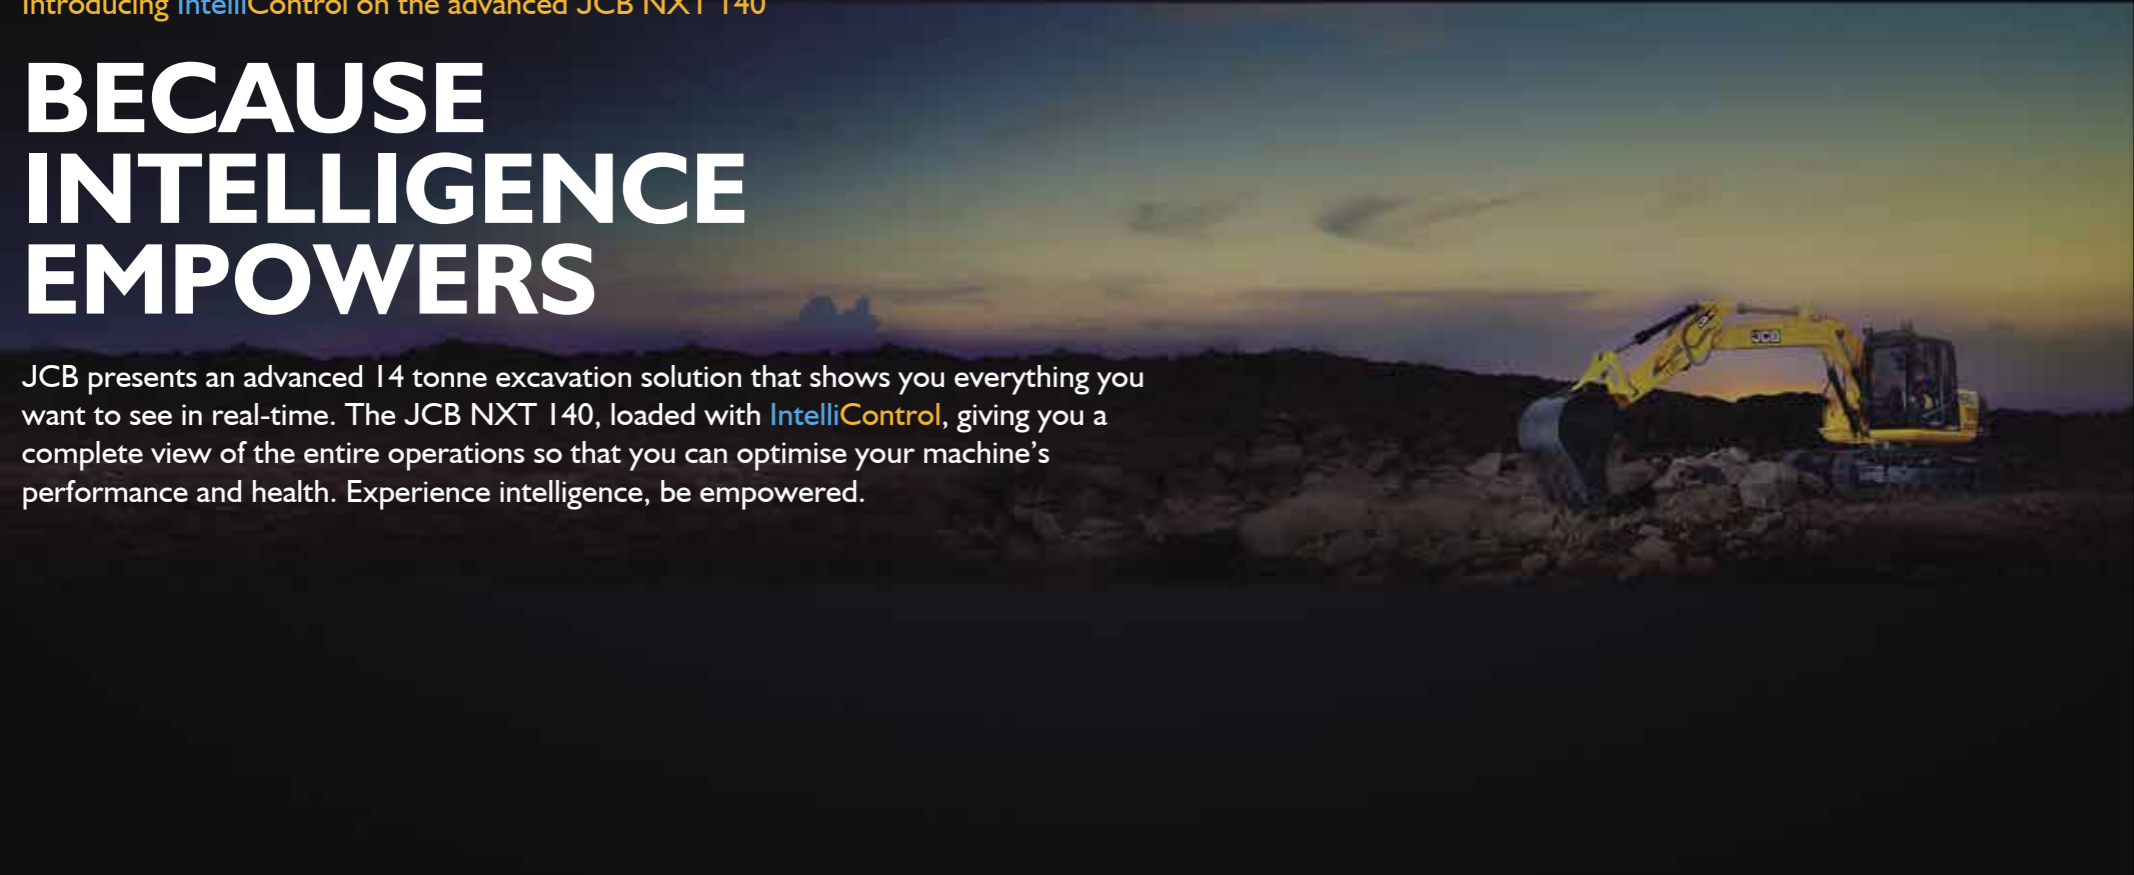 Introducing IntelliControl on the advanced JCB NXT 140
BECAUSE
INTELLIGENCE
EMPOWERS
JCB presents an advanced 14 tonne excavation solution that shows you everything you
want to see in real-time. The JCB NXT 140, loaded with IntelliControl, giving you a
complete view of the entire operations so that you can optimise your machine’s
performance and health. Experience intelligence, be empowered.
JCB